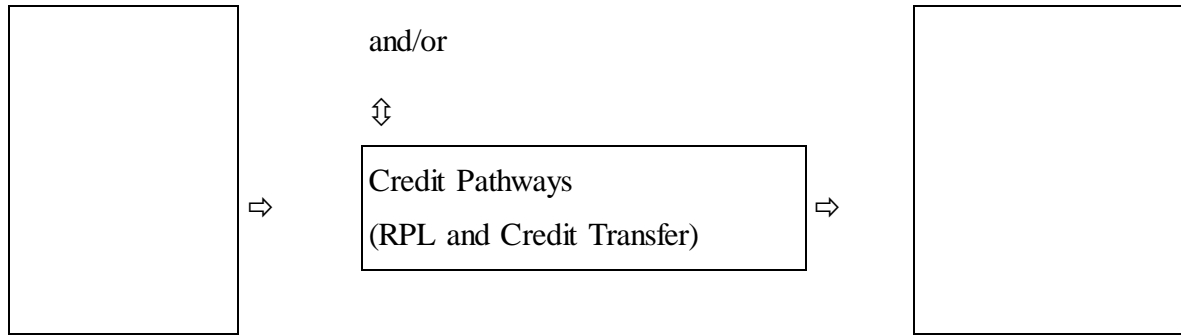 and/or
⇳
⇨
Credit Pathways
(RPL and Credit Transfer)
⇨